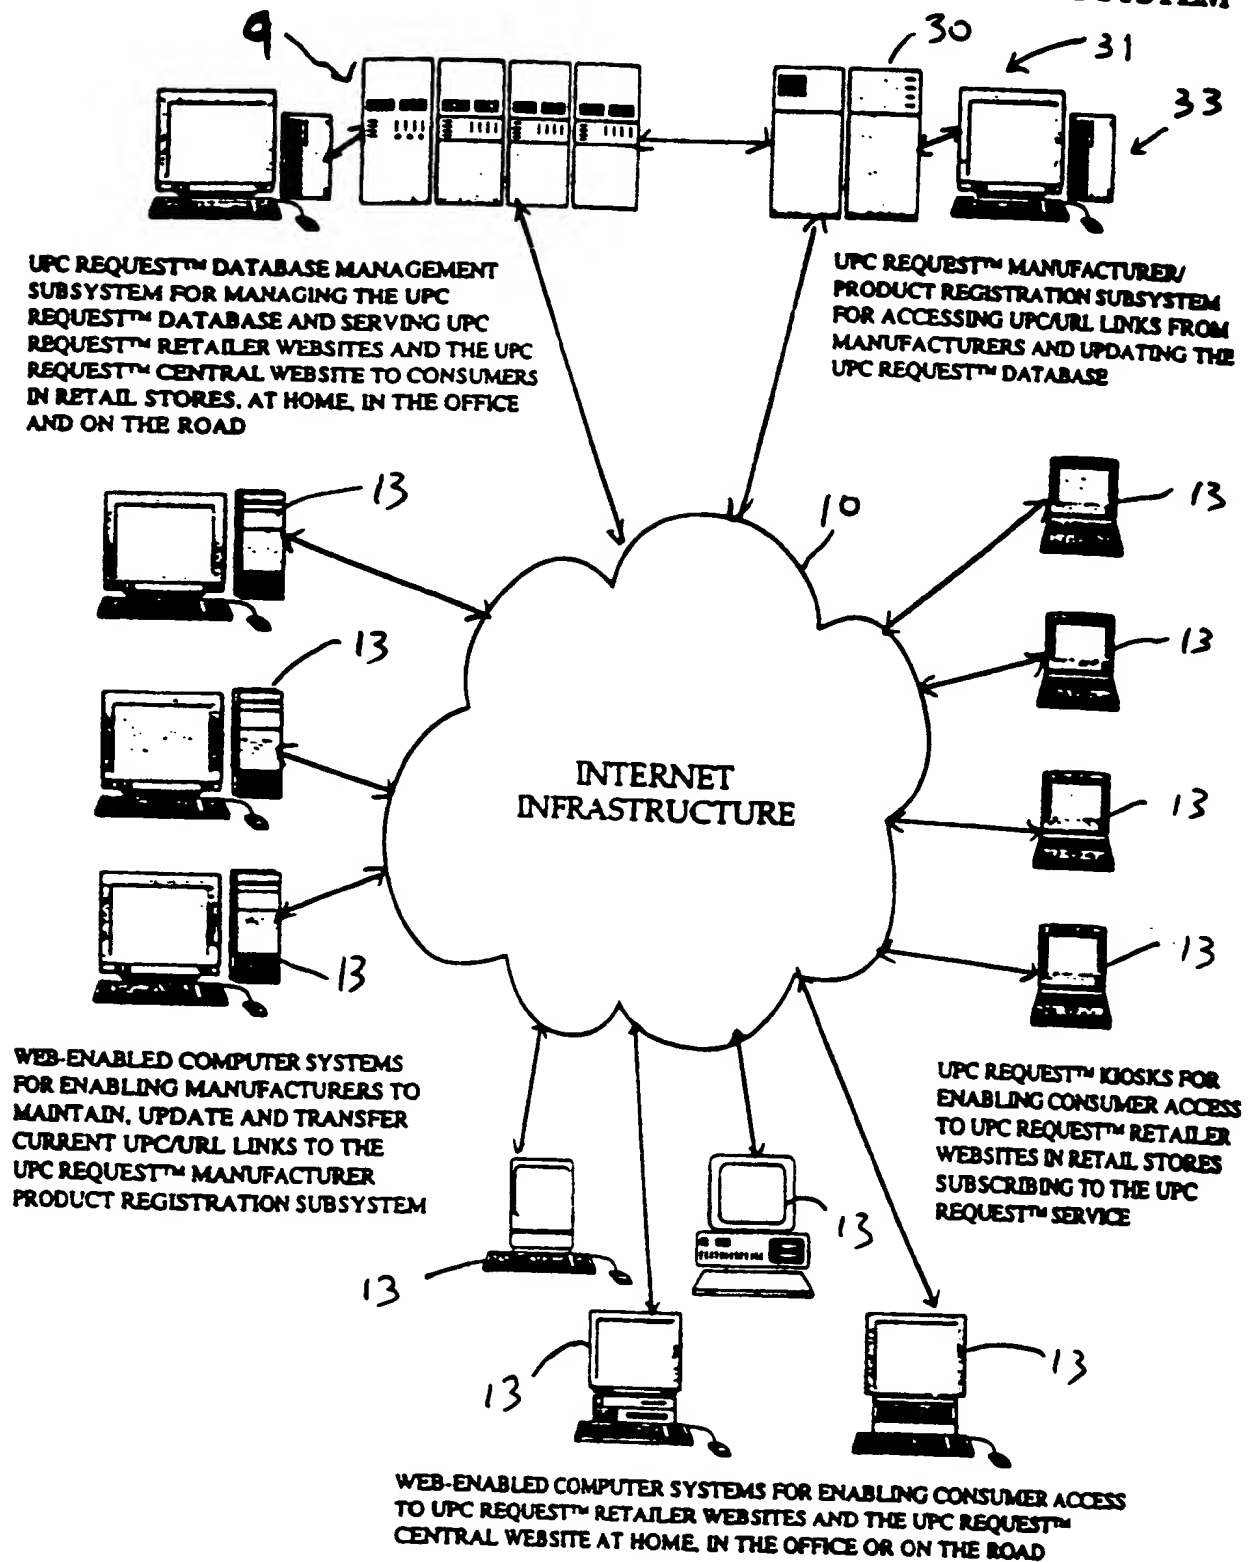 9
30
31
33
UPC REQUEST™ DATABASE MANAGEMENT
SUBSYSTEM FOR MANAGING THE UPC
REQUEST™ DATABASE AND SERVING UPC
REQUEST™ RETAILER WEBSITES AND THE UPC
REQUEST™ CENTRAL WEBSITE TO CONSUMERS
IN RETAIL STORES, AT HOME, IN THE OFFICE
AND ON THE ROAD
UPC REQUEST™ MANUFACTURER/
PRODUCT REGISTRATION SUBSYSTEM
FOR ACCESSING UPC/URL LINKS FROM
MANUFACTURERS AND UPDATING THE
UPC REQUEST™ DATABASE
13
13
10
13
13
13
13
13
13
INTERNET
INFRASTRUCTURE
WEB-ENABLED COMPUTER SYSTEMS
FOR ENABLING MANUFACTURERS TO
MAINTAIN, UPDATE AND TRANSFER
CURRENT UPC/URL LINKS TO THE
UPC REQUEST™ MANUFACTURER
PRODUCT REGISTRATION SUBSYSTEM
UPC REQUEST™ KIOSKS FOR
ENABLING CONSUMER ACCESS
TO UPC REQUEST™ RETAILER
WEBSITES IN RETAIL STORES
SUBSCRIBING TO THE UPC
REQUEST™ SERVICE
13
13
13
WEB-ENABLED COMPUTER SYSTEMS FOR ENABLING CONSUMER ACCESS
TO UPC REQUEST™ RETAILER WEBSITES AND THE UPC REQUEST™
CENTRAL WEBSITE AT HOME, IN THE OFFICE OR ON THE ROAD